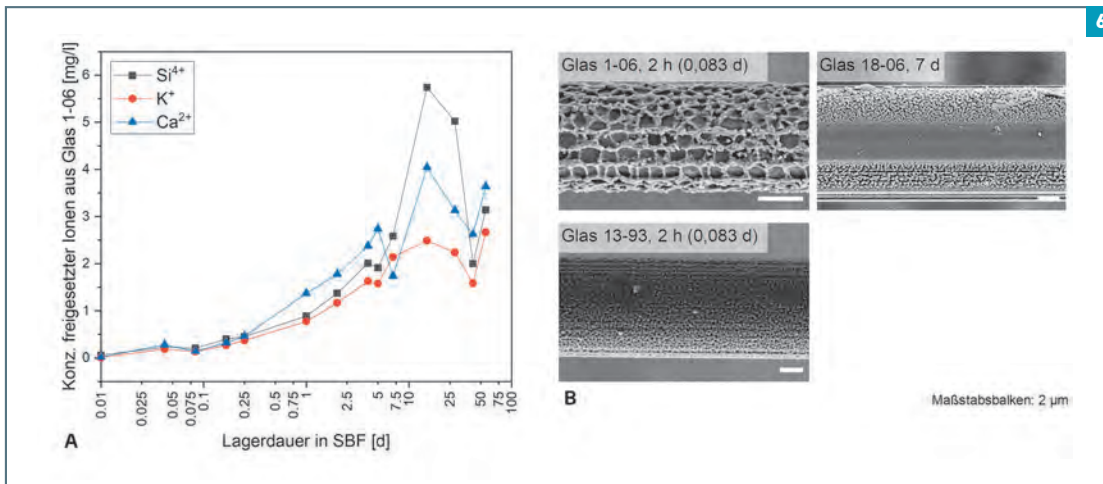 6
Konz. freigesetzter Ionen aus Glas 1-06 [mg/l]
6
5
4
3
2
1
0
Si4+
K+
Ca2+
0.01
0.025
0.05
0.075
0.1
0.25
0.5
0.75
1
2.5
5
7.5
10
25
50
75
100
Lagerdauer in SBF [d]
A
Glas 1-06, 2 h (0,083 d)
Glas 18-06, 7 d
Glas 13-93, 2 h (0,083 d)
B
Maßstabsbalken: 2 µm